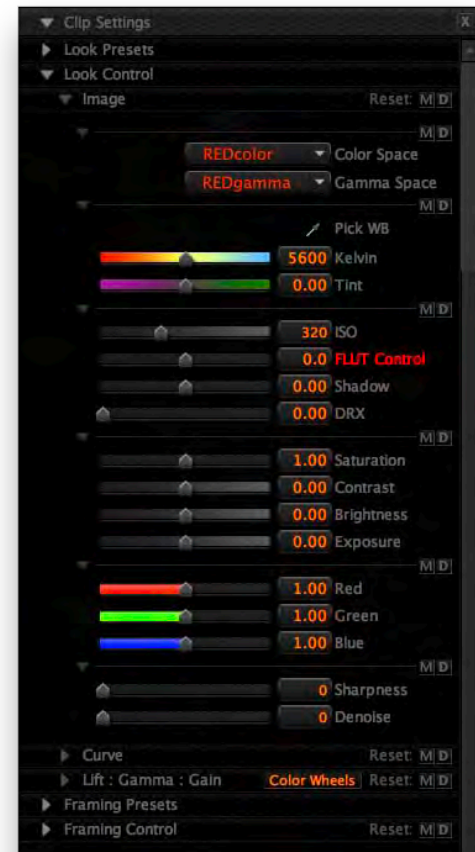 Clip Settings X
Look Presets
Look Control
Image Reset: M D
M D
REDcolor Color Space
REDgamma Gamma Space
M D
Pick WB
5600 Kelvin
0.00 Tint
M D
320 ISO
0.0 FLUT Control
0.00 Shadow
0.00 DRX
M D
1.00 Saturation
0.00 Contrast
0.00 Brightness
0.00 Exposure
M D
1.00 Red
1.00 Green
1.00 Blue
M D
0 Sharpness
0 Denoise
Curve Reset: M D
Lift : Gamma : Gain Color Wheels Reset: M D
Framing Presets
Framing Control Reset: M D